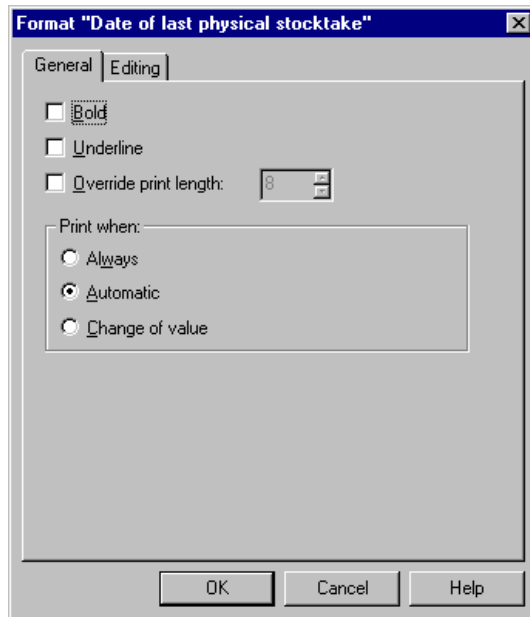 Format "Date of last physical stocktake"
General Editing
Bold
Underline
Override print length: 8
Print when:
Always
Automatic
Change of value
OK Cancel Help